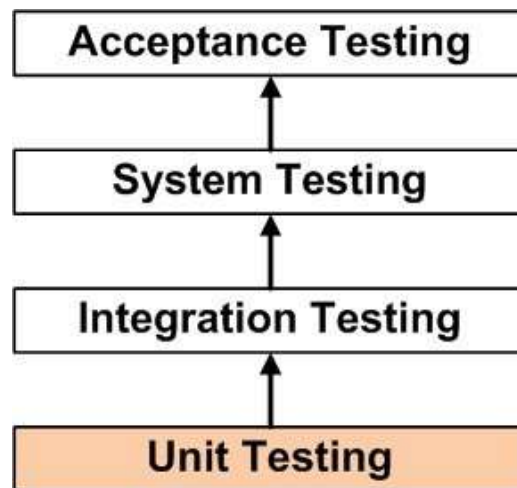 Acceptance Testing
System Testing
Integration Testing
Unit Testing